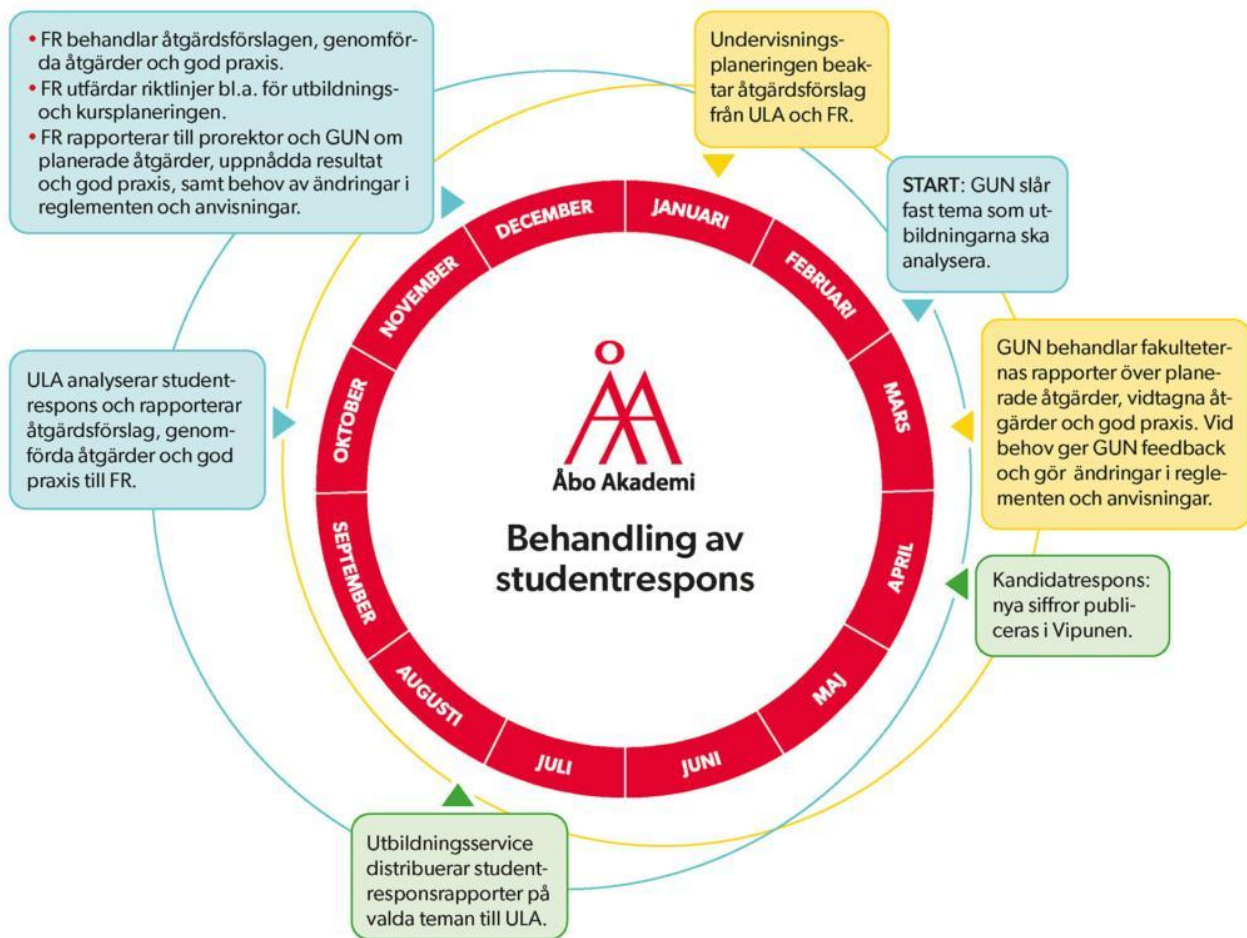 • FR behandlar åtgärdsförslagen, genomför-
da åtgärder och god praxis.
• FR utfärdar riktlinjer bl.a. för utbildnings-
och kursplaneringen.
• FR rapporterar till prorektor och GUN om
planerade åtgärder, uppnådda resultat
och god praxis, samt behov av ändringar i
reglementen och anvisningar.
Undervisnings-
planeringen beak-
tar åtgärdsförslag
från ULA och FR.
START: GUN slår
fast tema som ut-
bildningarna ska
analysera.
GUN behandlar fakulteter-
nas rapporter över plane-
rade åtgärder, vidtagna åt-
gärder och god praxis. Vid
behov ger GUN feedback
och gör ändringar i regle-
menten och anvisningar.
Kandidatrespons:
nya siffror publi-
ceras i Vipunen.
Utbildningsservice
distribuerar student-
responsrapporter på
valda teman till ULA.
ULA analyserar student-
respons och rapporterar
åtgärdsförslag, genom-
förda åtgärder och god
praxis till FR.
JANUARI
FEBRUARI
MARS
APRIL
MAJ
JUNI
JULI
AUGUSTI
SEPTEMBER
OKTOBER
NOVEMBER
DECEMBER
Åbo Akademi
Behandling av
studentrespons